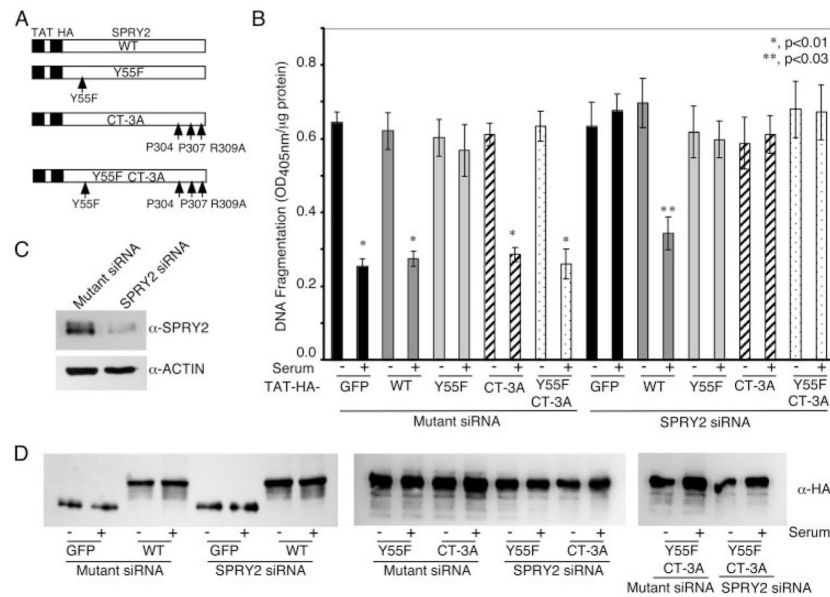 A
TAT HA SPRY2
WT
Y55F
Y55F
CT-3A
P304 P307 R309A
Y55F CT-3A
Y55F P304 P307 R309A
B
*, p<0.01
**, p<0.03
DNA Fragmentation (OD405nm/µg protein)
0.8
0.6
0.4
0.2
0.0
* * * * **
Serum - + - + - + - + - + - + - + - + - + - +
TAT-HA- GFP WT Y55F CT-3A Y55F CT-3A GFP WT Y55F CT-3A Y55F CT-3A
Mutant siRNA SPRY2 siRNA
C
Mutant siRNA SPRY2 siRNA
α-SPRY2
α-ACTIN
D
α-HA
- + - + - + - + - + - + - + - + - + - + Serum
GFP WT GFP WT Y55F CT-3A Y55F CT-3A Y55F CT-3A Y55F CT-3A
Mutant siRNA SPRY2 siRNA Mutant siRNA SPRY2 siRNA Mutant siRNA SPRY2 siRNA